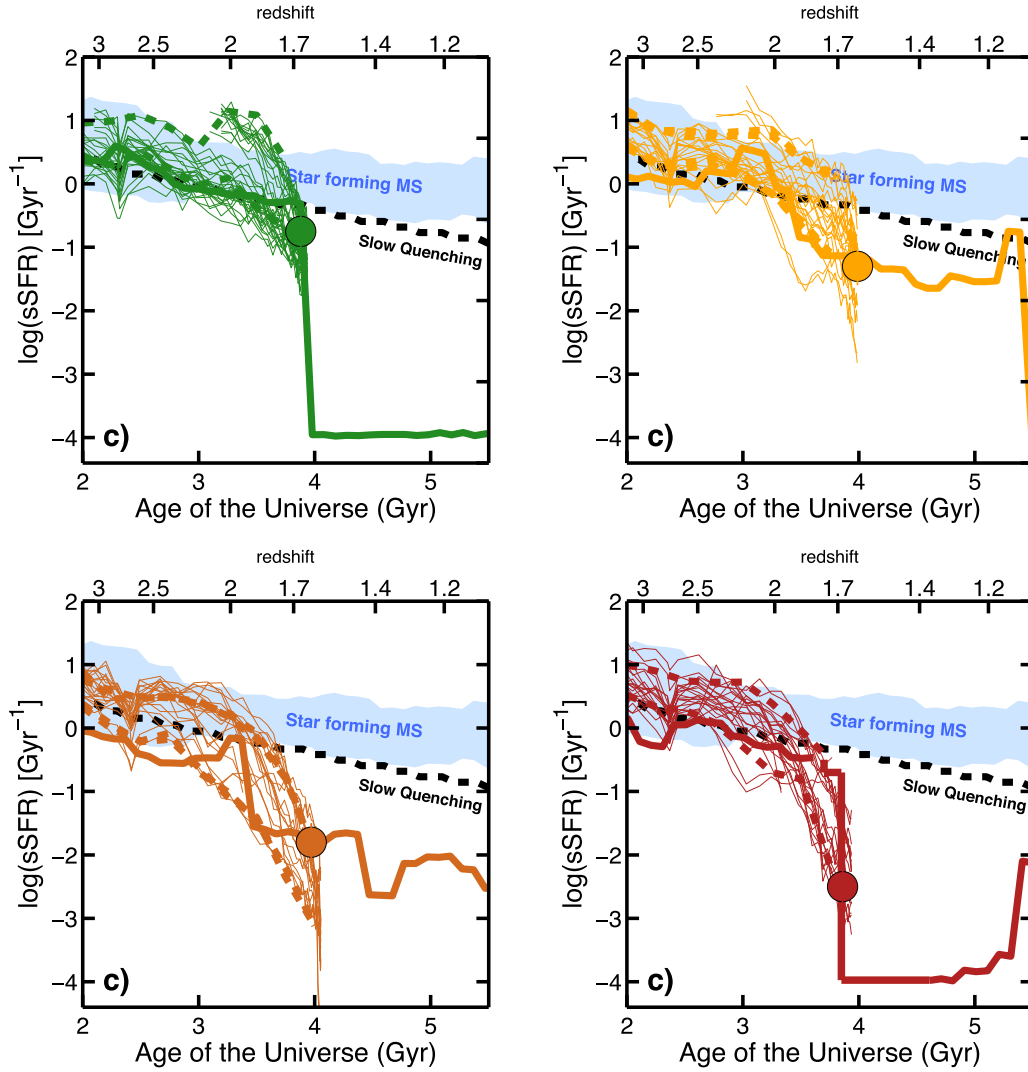 redshift
3 2.5 2 1.7 1.4 1.2
2
1
0
−1
−2
−3
−4
log(sSFR) [Gyr−1]
Star forming MS
Slow Quenching
c)
2 3 4 5
Age of the Universe (Gyr)
redshift
3 2.5 2 1.7 1.4 1.2
2
1
0
−1
−2
−3
−4
log(sSFR) [Gyr−1]
Star forming MS
Slow Quenching
c)
2 3 4 5
Age of the Universe (Gyr)
redshift
3 2.5 2 1.7 1.4 1.2
2
1
0
−1
−2
−3
−4
log(sSFR) [Gyr−1]
Star forming MS
Slow Quenching
c)
2 3 4 5
Age of the Universe (Gyr)
redshift
3 2.5 2 1.7 1.4 1.2
2
1
0
−1
−2
−3
−4
log(sSFR) [Gyr−1]
Star forming MS
Slow Quenching
c)
2 3 4 5
Age of the Universe (Gyr)